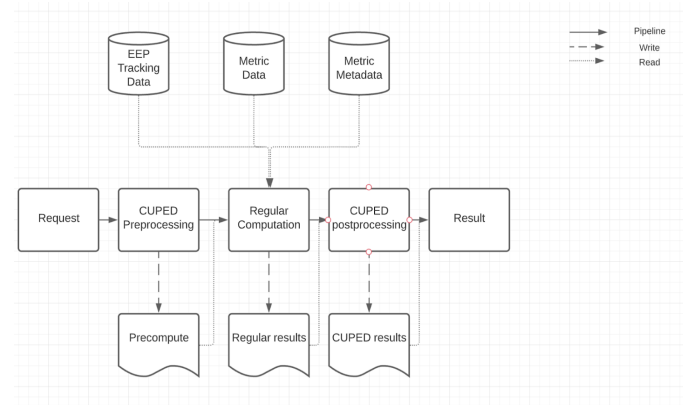 EEP
Tracking
Data
Metric
Data
Metric
Metadata
Pipeline
Write
Read
Request
CUPED
Preprocessing
Regular
Computation
CUPED
postprocessing
Result
Precompute
Regular results
CUPED results